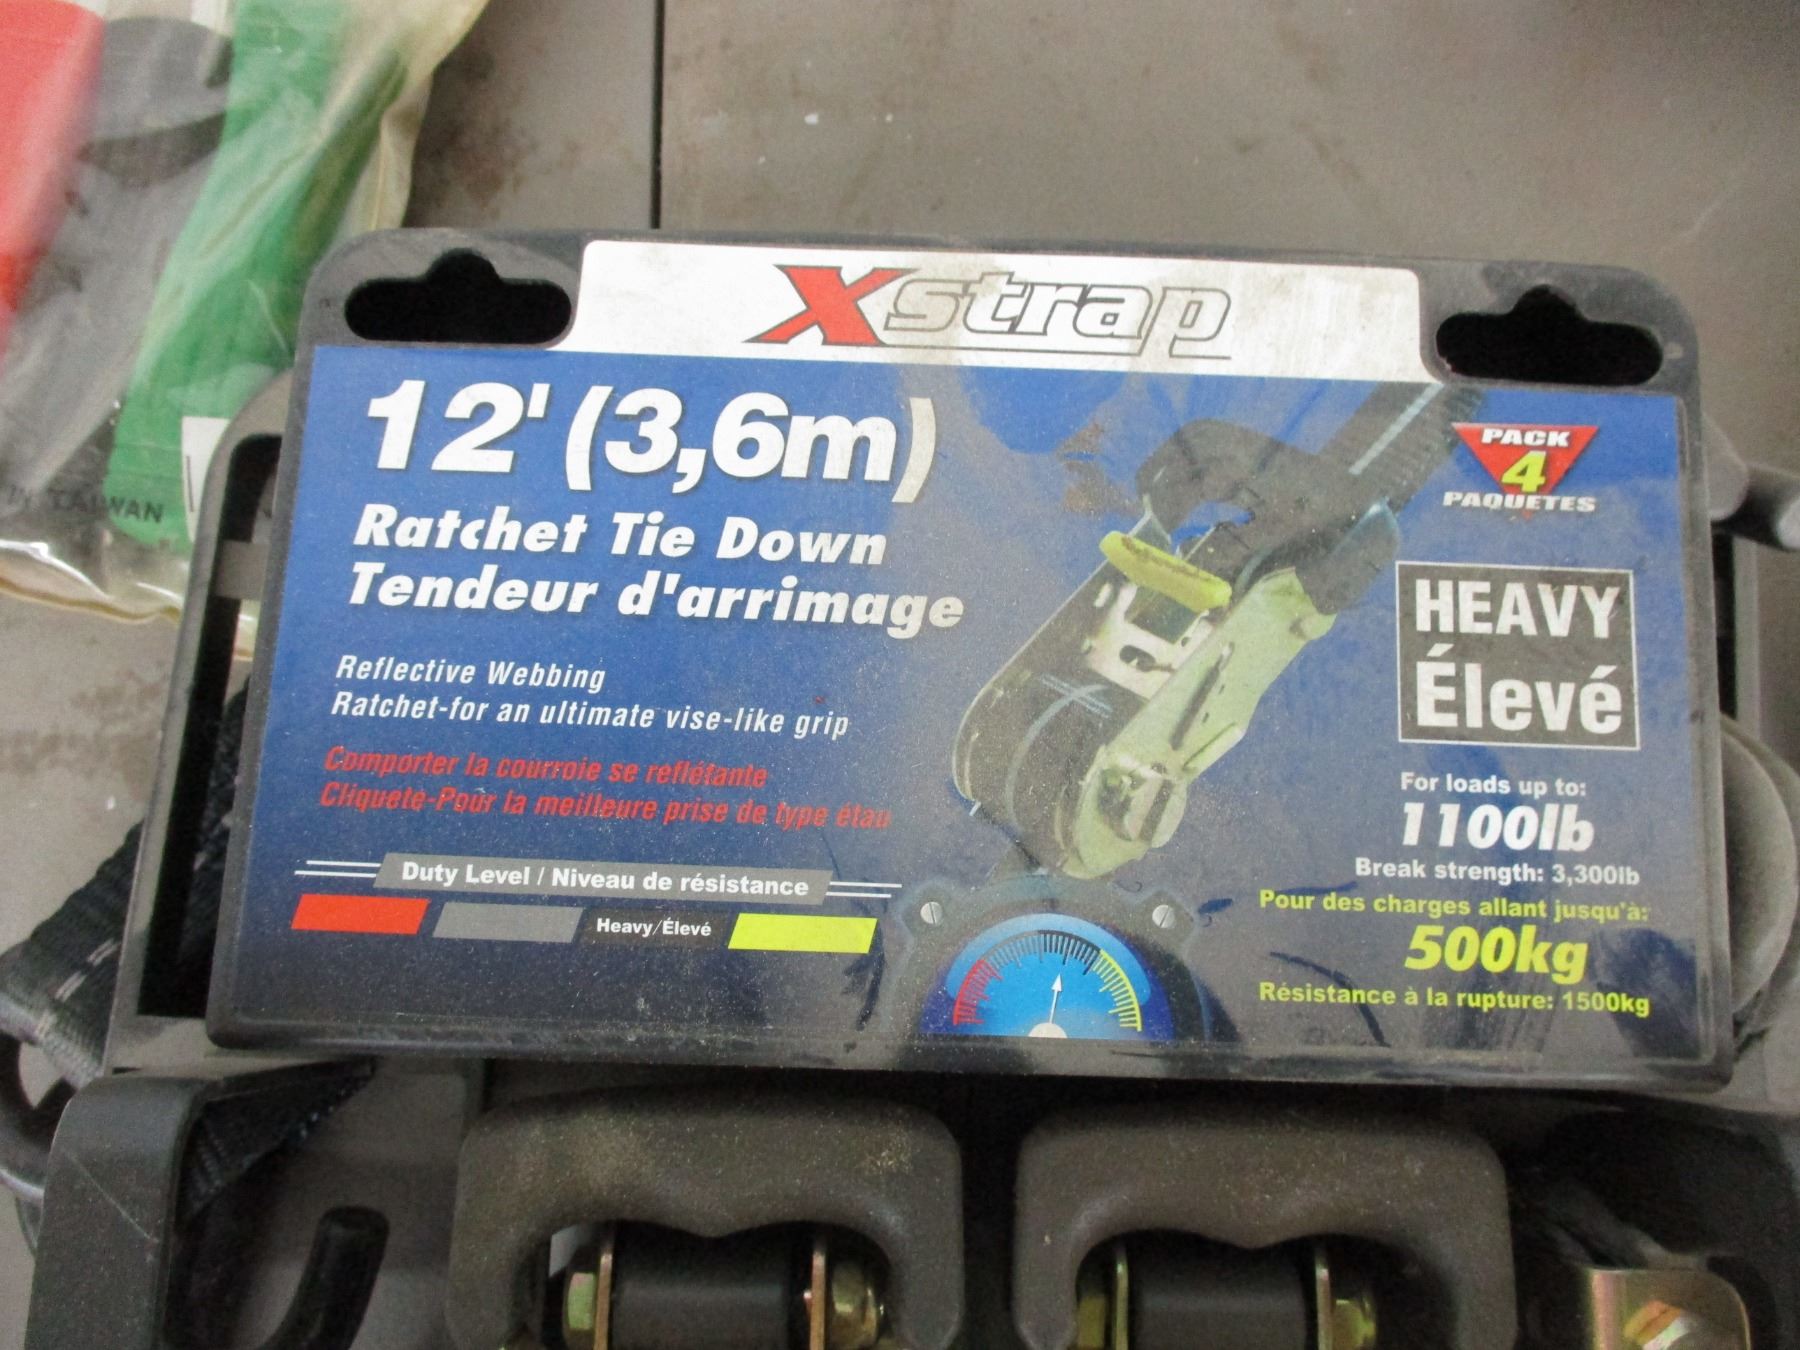 Xstrap
12' (3,6m)
Ratchet Tie Down
Tendeur d'arrimage
Reflective Webbing
Ratchet-for an ultimate vise-like grip
Comporter la courroie se reflétante
Cliquete-Pour la meilleure prise de type étau
Duty Level / Niveau de résistance
Heavy/Élevé
PACK
4
PAQUETES
HEAVY
Élevé
For loads up to:
1100lb
Break strength: 3,300lb
Pour des charges allant jusqu'à:
500kg
Résistance à la rupture: 1500kg
IN TAIWAN